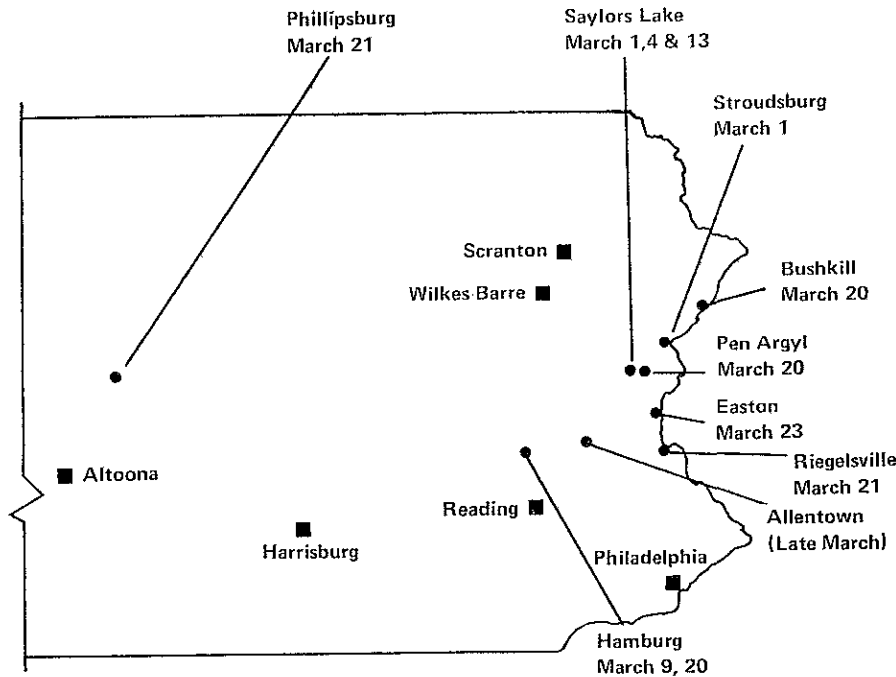 Phillipsburg
March 21
Saylors Lake
March 1,4 & 13
Stroudsburg
March 1
Scranton
Bushkill
March 20
Wilkes-Barre
Pen Argyl
March 20
Easton
March 23
Altoona
Riegelsville
March 21
Reading
Allentown
(Late March)
Harrisburg
Philadelphia
Hamburg
March 9, 20